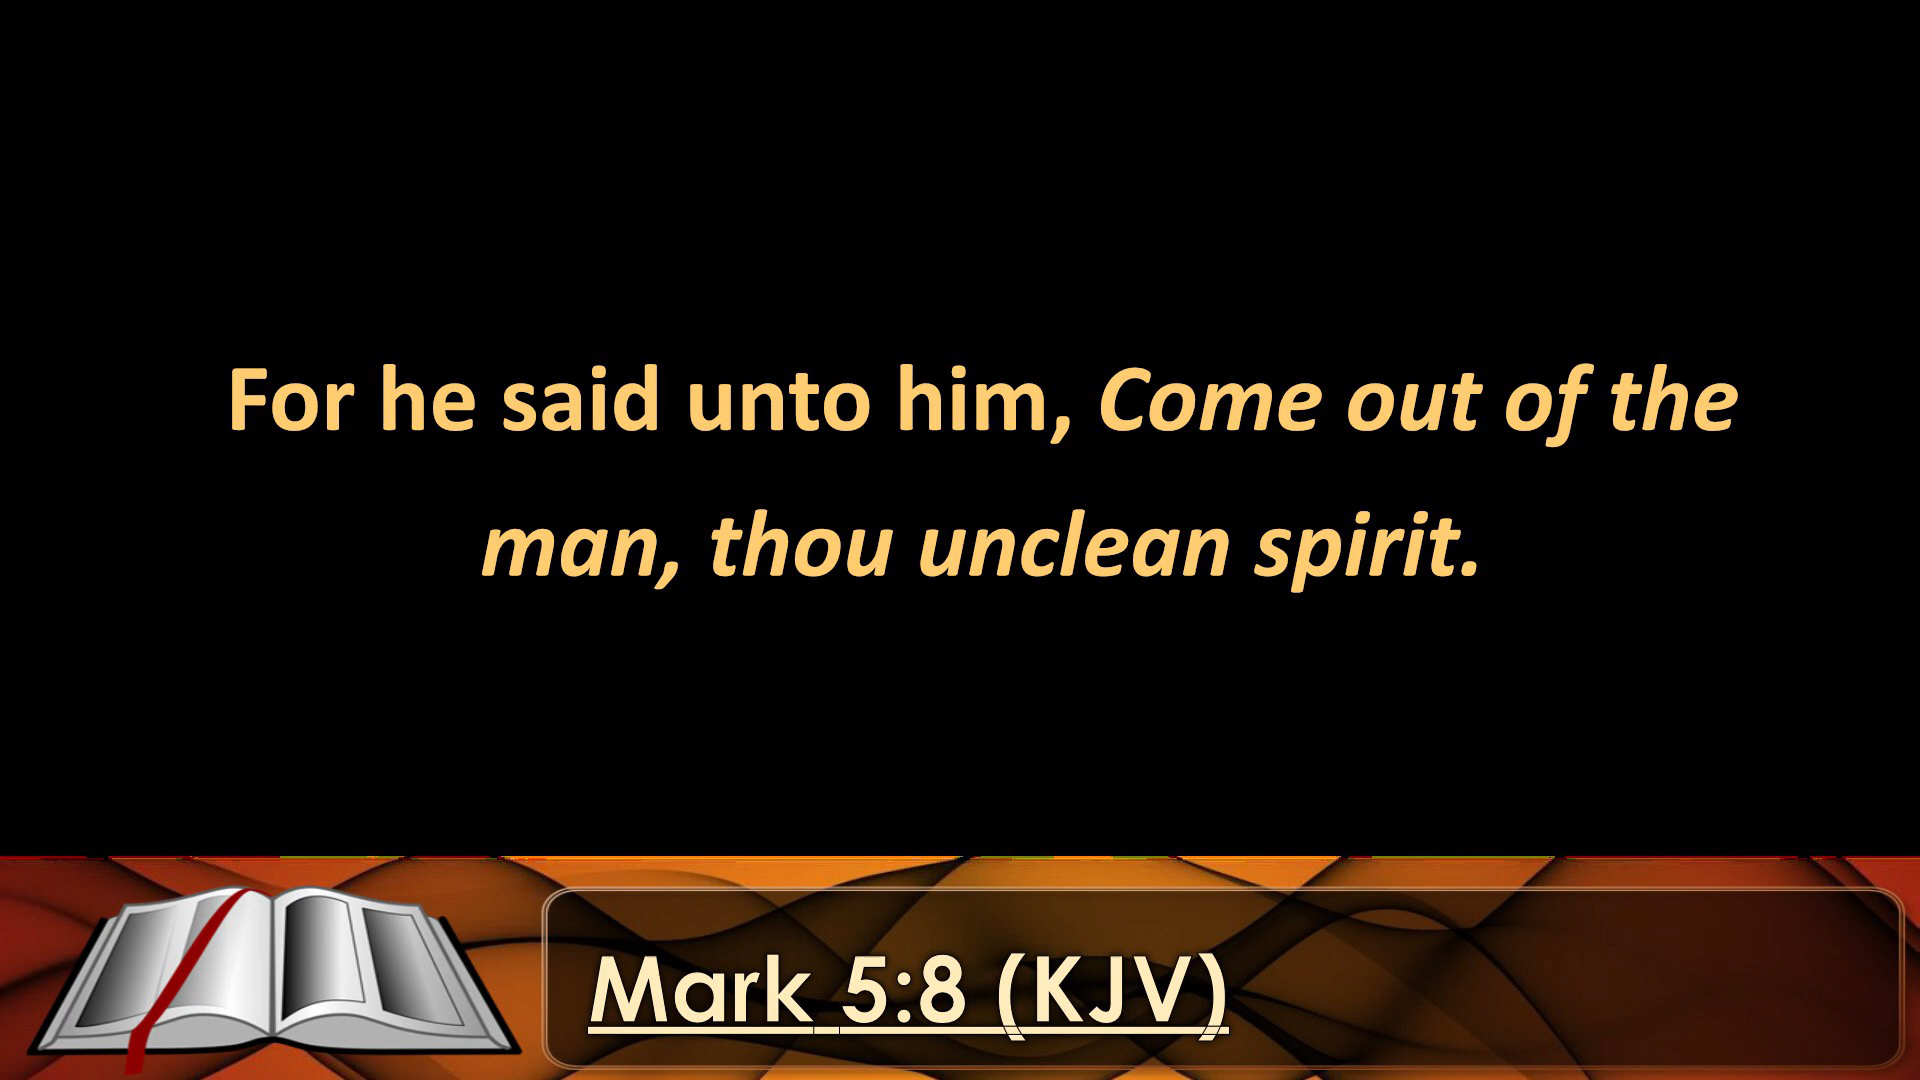 For he said unto him, Come out of the
man, thou unclean spirit.
Mark 5:8 (KJV)